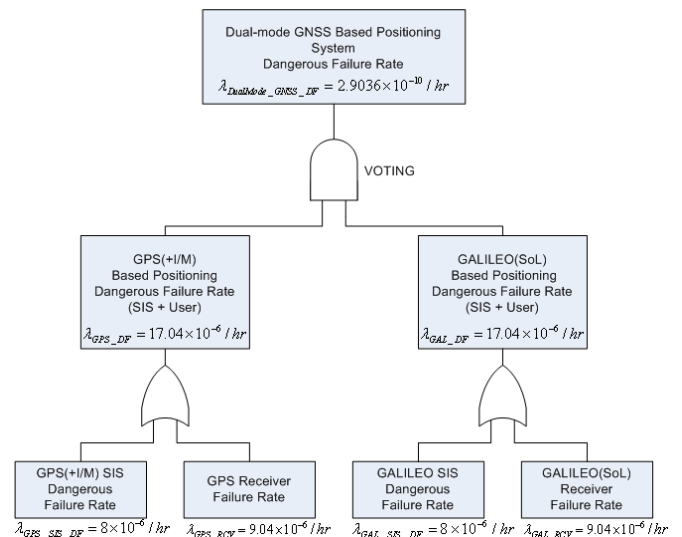 Dual-mode GNSS Based Positioning
System
Dangerous Failure Rate
λDualMode_GNSS_DF = 2.9036×10⁻¹⁰ / hr
VOTING
GPS(+I/M)
Based Positioning
Dangerous Failure Rate
(SIS + User)
λGPS_DF = 17.04×10⁻⁶ / hr
GALILEO(SoL)
Based Positioning
Dangerous Failure Rate
(SIS + User)
λGAL_DF = 17.04×10⁻⁶ / hr
GPS(+I/M) SIS
Dangerous
Failure Rate
λGPS_SIS_DF = 8×10⁻⁶ / hr
GPS Receiver
Failure Rate
λGPS_RCV = 9.04×10⁻⁶ / hr
GALILEO SIS
Dangerous
Failure Rate
λGAL_SIS_DF = 8×10⁻⁶ / hr
GALILEO(SoL)
Receiver
Failure Rate
λGAL_RCV = 9.04×10⁻⁶ / hr